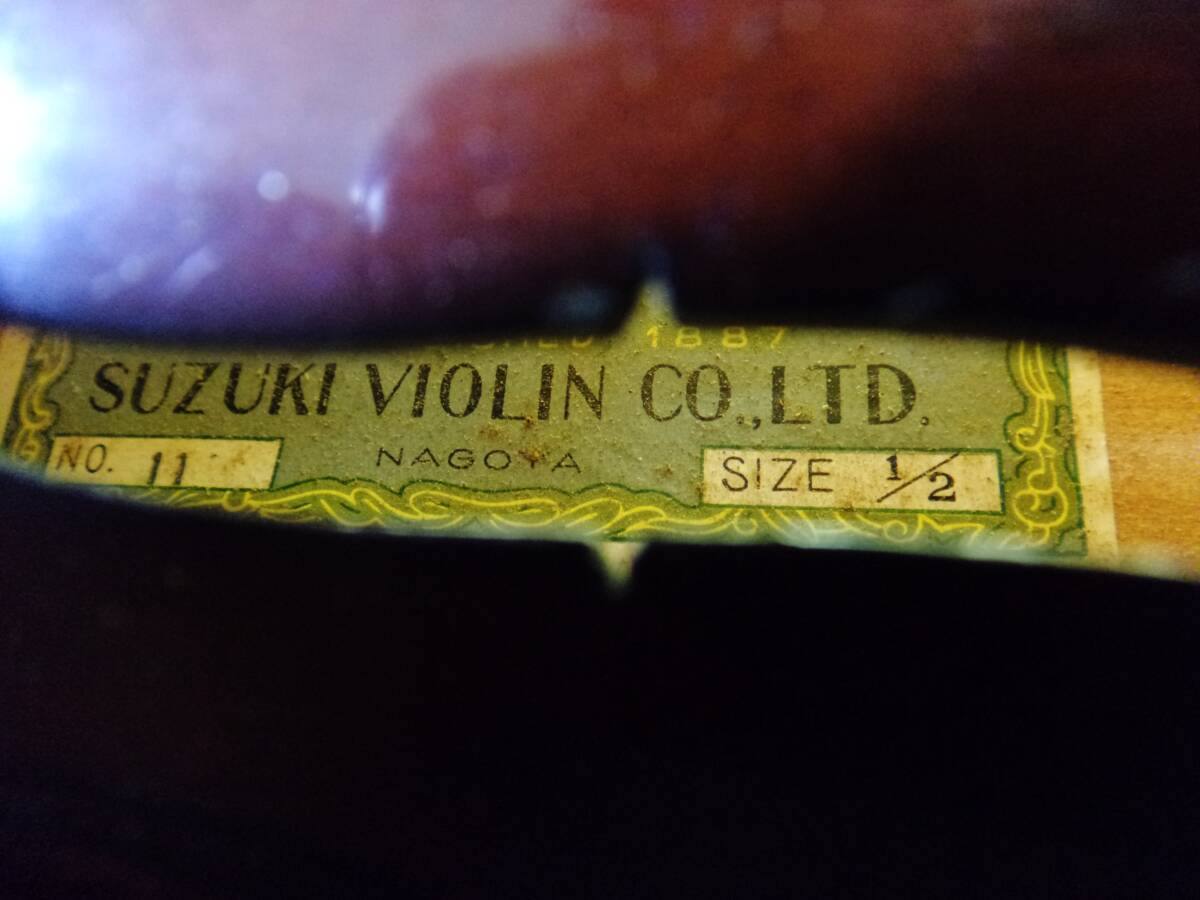 1887
SUZUKI VIOLIN CO.,LTD.
NO. 11 NAGOYA SIZE 1/2